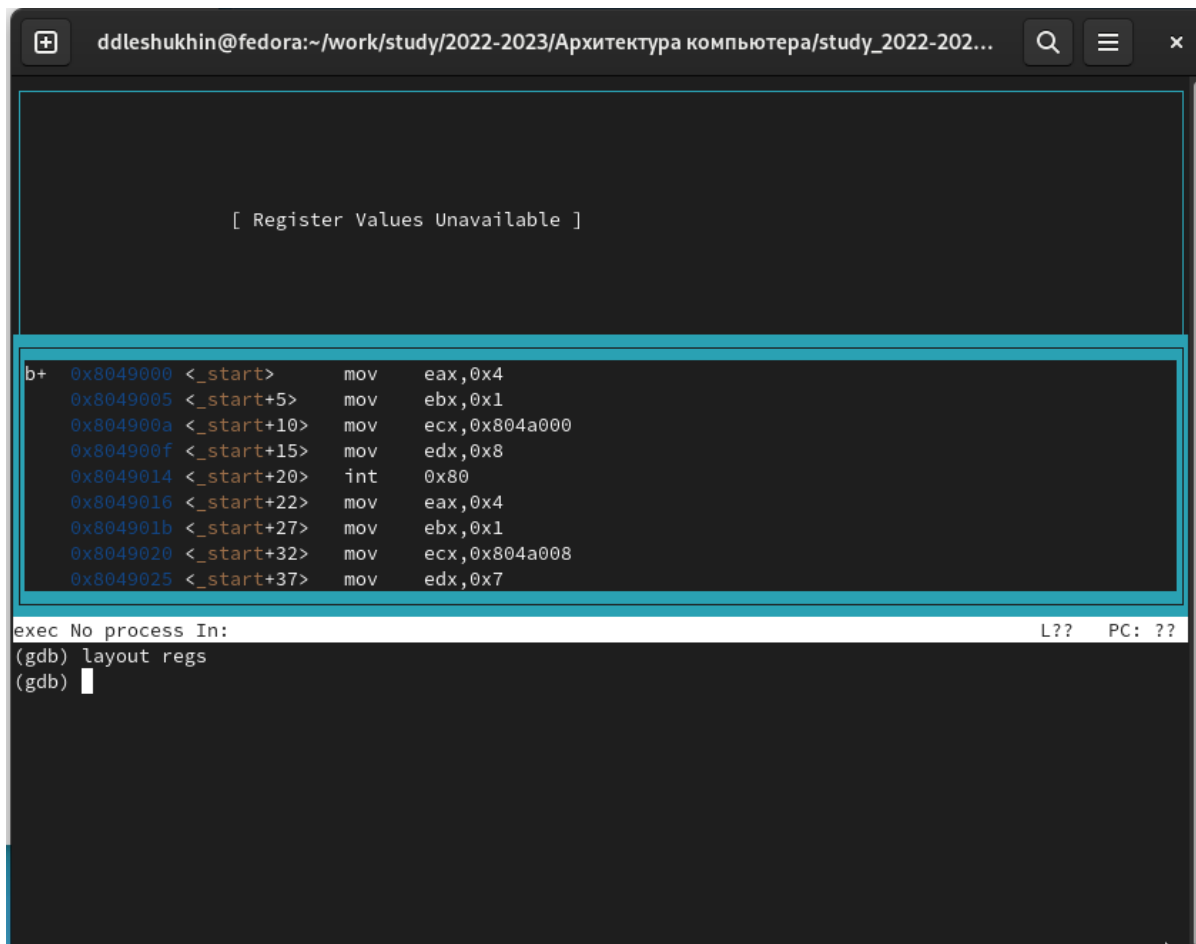 ddleshukhin@fedora:~/work/study/2022-2023/Архитектура компьютера/study_2022-202...
[ Register Values Unavailable ]
b+ 0x8049000 <_start> mov eax,0x4
0x8049005 <_start+5> mov ebx,0x1
0x804900a <_start+10> mov ecx,0x804a000
0x804900f <_start+15> mov edx,0x8
0x8049014 <_start+20> int 0x80
0x8049016 <_start+22> mov eax,0x4
0x804901b <_start+27> mov ebx,0x1
0x8049020 <_start+32> mov ecx,0x804a008
0x8049025 <_start+37> mov edx,0x7
exec No process In: L?? PC: ??
(gdb) layout regs
(gdb)